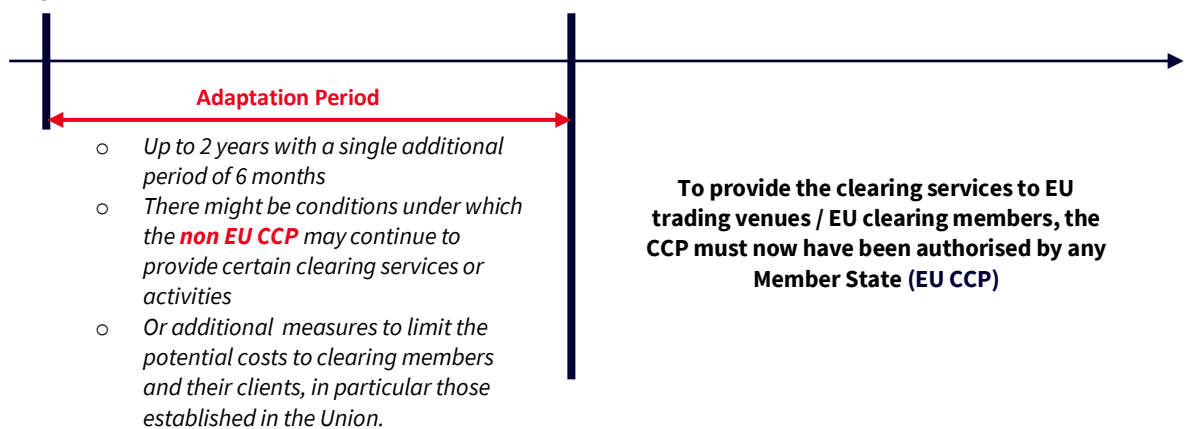 Adaptation Period
o Up to 2 years with a single additional
period of 6 months
o There might be conditions under which
the non EU CCP may continue to
provide certain clearing services or
activities
o Or additional  measures to limit the
potential costs to clearing members
and their clients, in particular those
established in the Union.
To provide the clearing services to EU
trading venues / EU clearing members, the
CCP must now have been authorised by any
Member State (EU CCP)